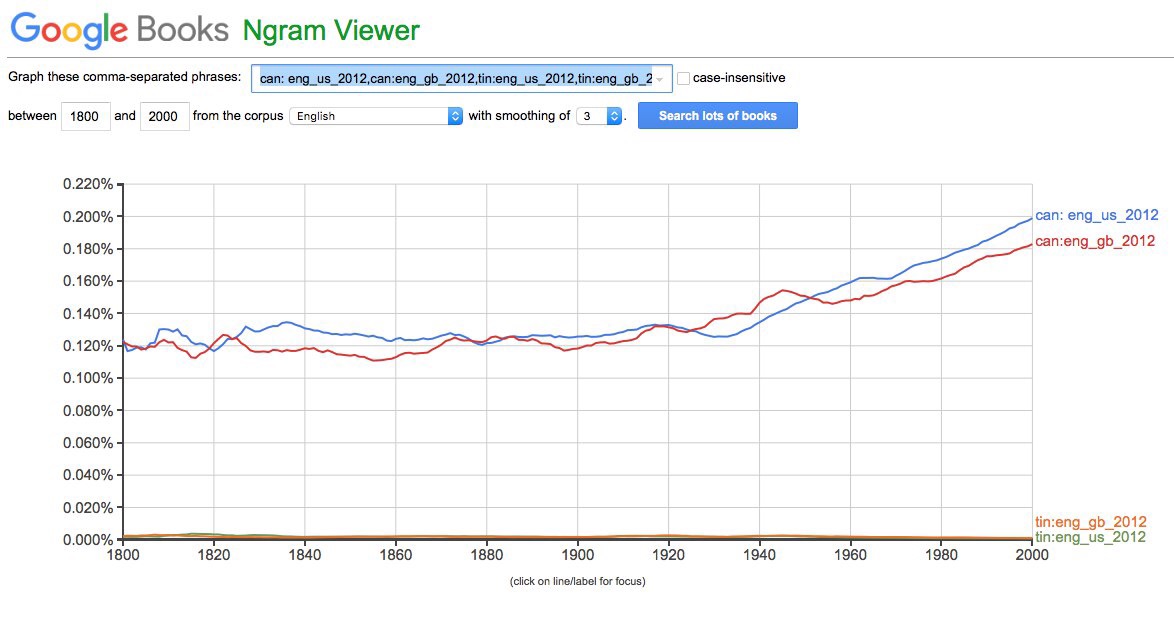 Google Books Ngram Viewer
Graph these comma-separated phrases: can: eng_us_2012,can:eng_gb_2012,tin:eng_us_2012,tin:eng_gb_2 case-insensitive
between 1800 and 2000 from the corpus English with smoothing of 3 . Search lots of books
0.220%
0.200%
can: eng_us_2012
0.180%
can:eng_gb_2012
0.160%
0.140%
0.120%
0.100%
0.080%
0.060%
0.040%
0.020%
tin:eng_gb_2012
0.000%
tin:eng_us_2012
1800 1820 1840 1860 1880 1900 1920 1940 1960 1980 2000
(click on line/label for focus)